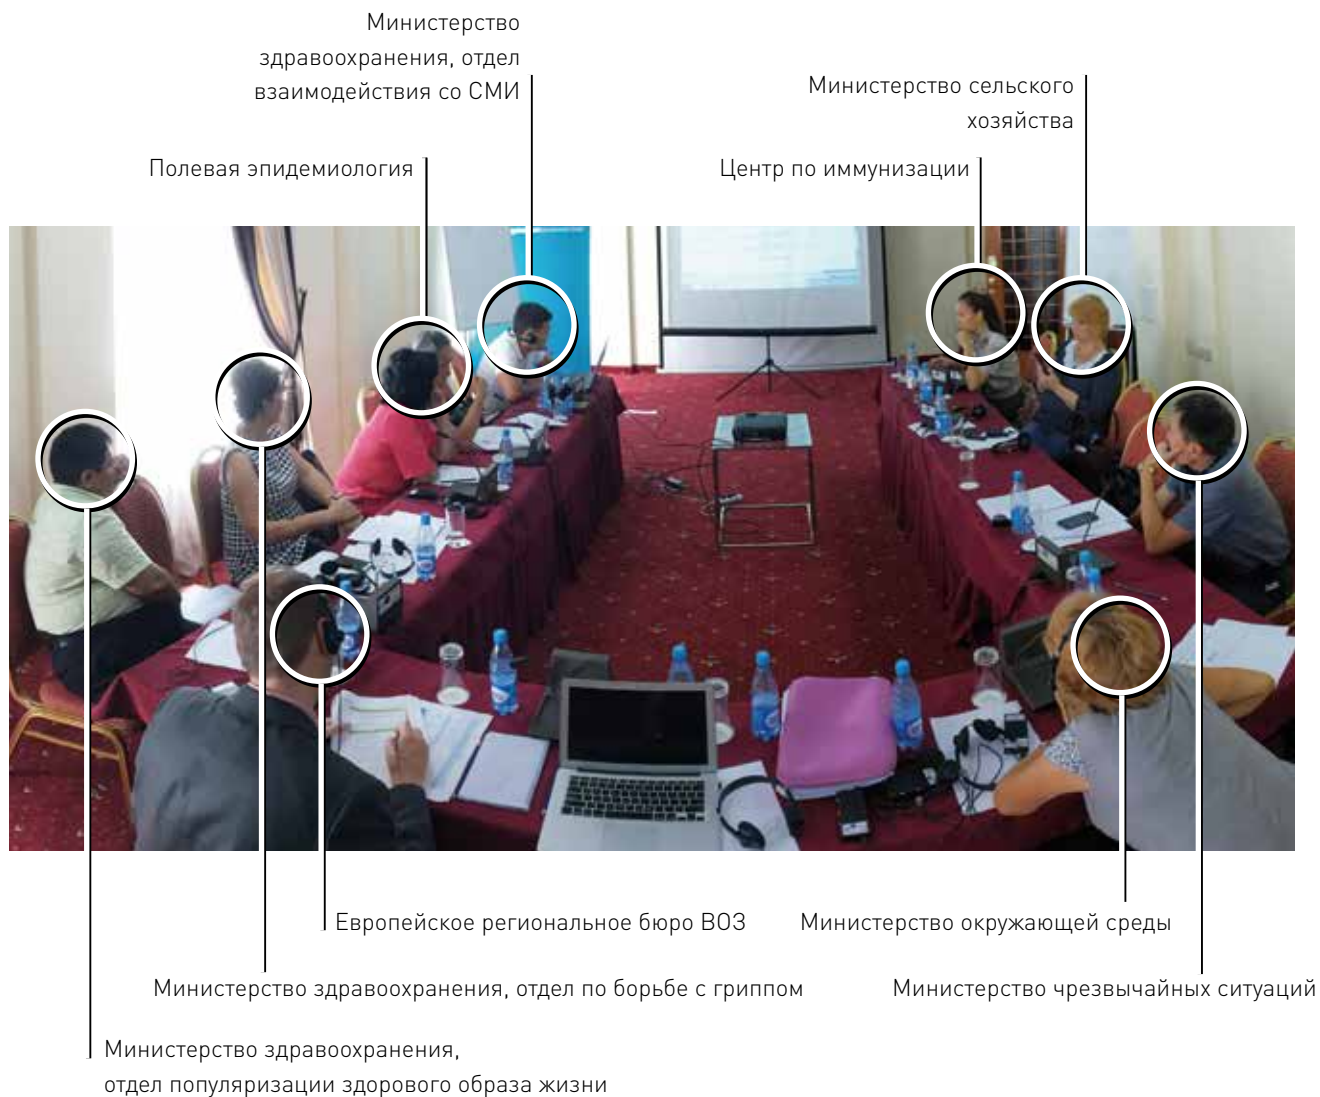 Министерство
здравоохранения, отдел
взаимодействия со СМИ
Министерство сельского
хозяйства
Полевая эпидемиология
Центр по иммунизации
Европейское региональное бюро ВОЗ
Министерство окружающей среды
Министерство здравоохранения, отдел по борьбе с гриппом
Министерство чрезвычайных ситуаций
Министерство здравоохранения,
отдел популяризации здорового образа жизни